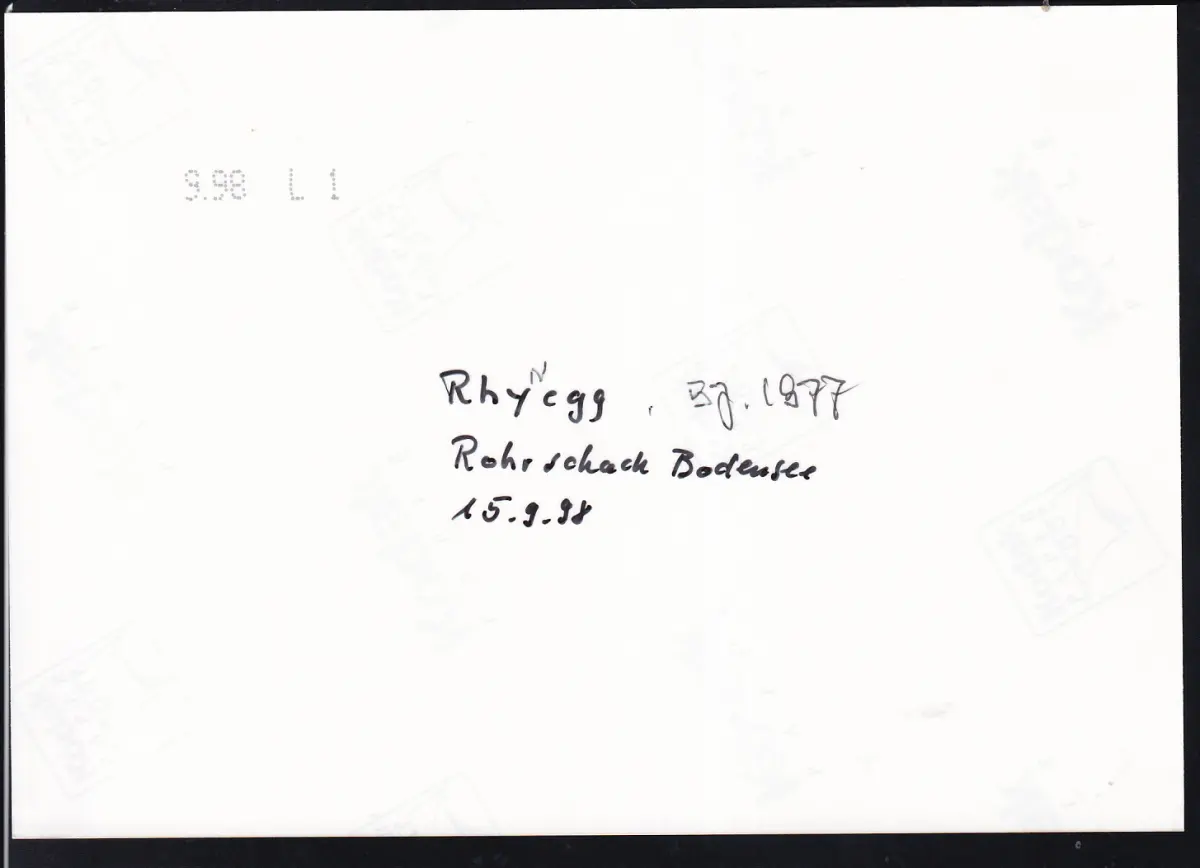 9.98 L 1
RhyNegg, Bj. 1977
Rohrschach Bodensee
15.9.98